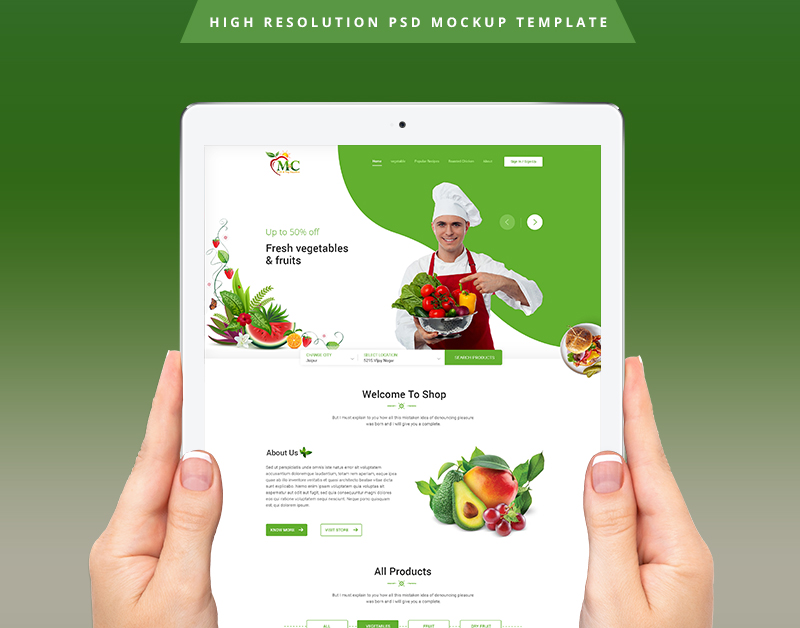 HIGH RESOLUTION PSD MOCKUP TEMPLATE
MC
Home Vegetable Popular Recipes Diseases/Choose About Sign In / Sign Up
Up to 50% off
Fresh vegetables
& fruits
CHOOSE CITY
Jaipur
SELECT LOCATION
SEARCH PRODUCTS
Welcome To Shop
But I must explain to you how all this mistaken idea of denouncing pleasure
was born and I will give you a complete.
About Us
Sed ut perspiciatis unde omnis iste natus error sit voluptatem
accusantium doloremque laudantium, totam rem aperiam, eaque ipsa
quae ab illo inventore veritatis et quasi architecto beatae vitae dicta
sunt explicabo. Nemo enim ipsam voluptatem quia voluptas sit
aspernatur aut odit aut fugit, sed quia consequuntur magni dolores
eos qui ratione voluptatem sequi nesciunt. Neque porro quisquam
est, qui dolorem ipsum
KNOW MORE
VISIT STORE
All Products
But I must explain to you how all this mistaken idea of denouncing pleasure
was born and I will give you a complete.
ALL VEGETABLES FRUIT DRY FRUIT